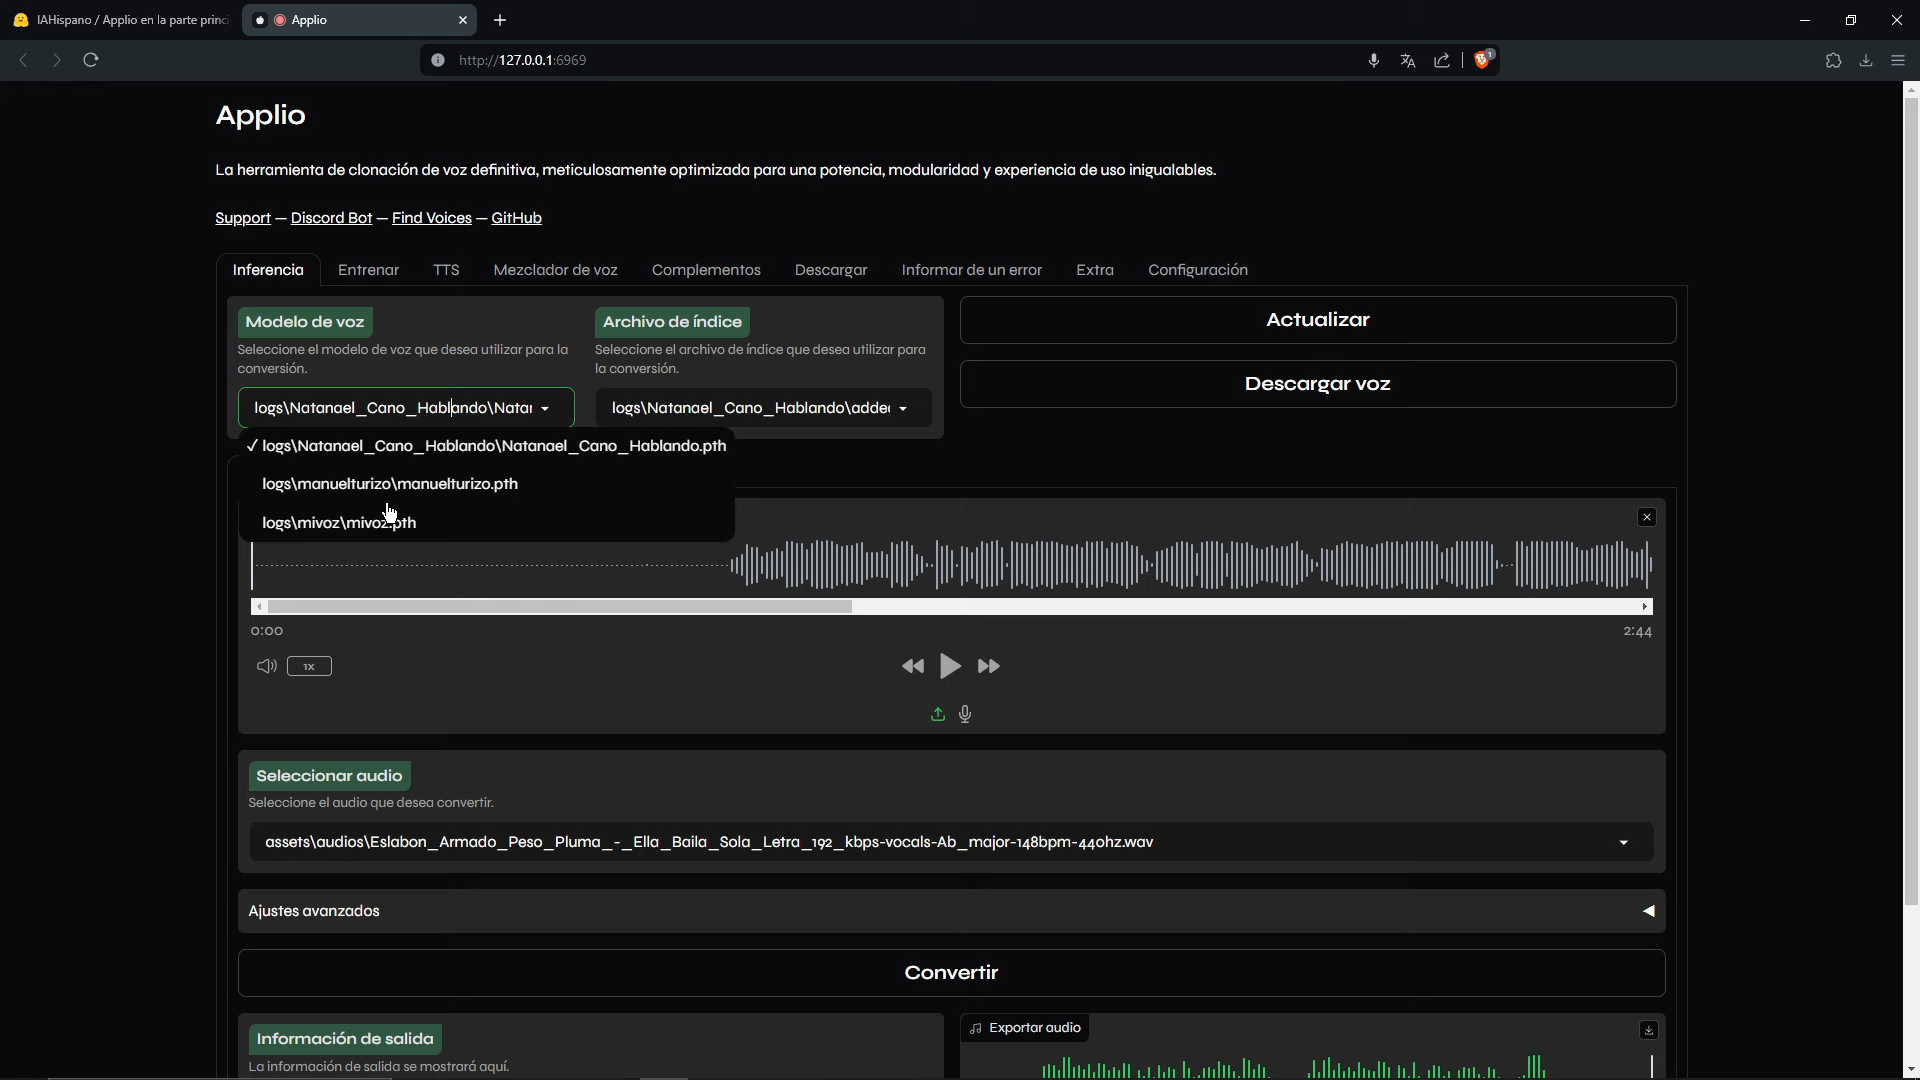 IAHispano / Applio en la parte princi
Applio
http://127.0.0.1:6969
1
Applio
La herramienta de clonación de voz definitiva, meticulosamente optimizada para una potencia, modularidad y experiencia de uso inigualables.
Support — Discord Bot — Find Voices — GitHub
Inferencia Entrenar TTS Mezclador de voz Complementos Descargar Informar de un error Extra Configuración
Modelo de voz
Seleccione el modelo de voz que desea utilizar para la
conversión.
logs\Natanael_Cano_Hablando\Natar
Archivo de índice
Seleccione el archivo de índice que desea utilizar para
la conversión.
logs\Natanael_Cano_Hablando\addec
Actualizar
Descargar voz
✓ logs\Natanael_Cano_Hablando\Natanael_Cano_Hablando.pth
logs\manuelturizo\manuelturizo.pth
logs\mivoz\mivoz.pth
0:00
2:44
1x
Seleccionar audio
Seleccione el audio que desea convertir.
assets\audios\Eslabon_Armado_Peso_Pluma_-_Ella_Baila_Sola_Letra_192_kbps-vocals-Ab_major-148bpm-440hz.wav
Ajustes avanzados
Convertir
Información de salida
La información de salida se mostrará aquí.
Exportar audio